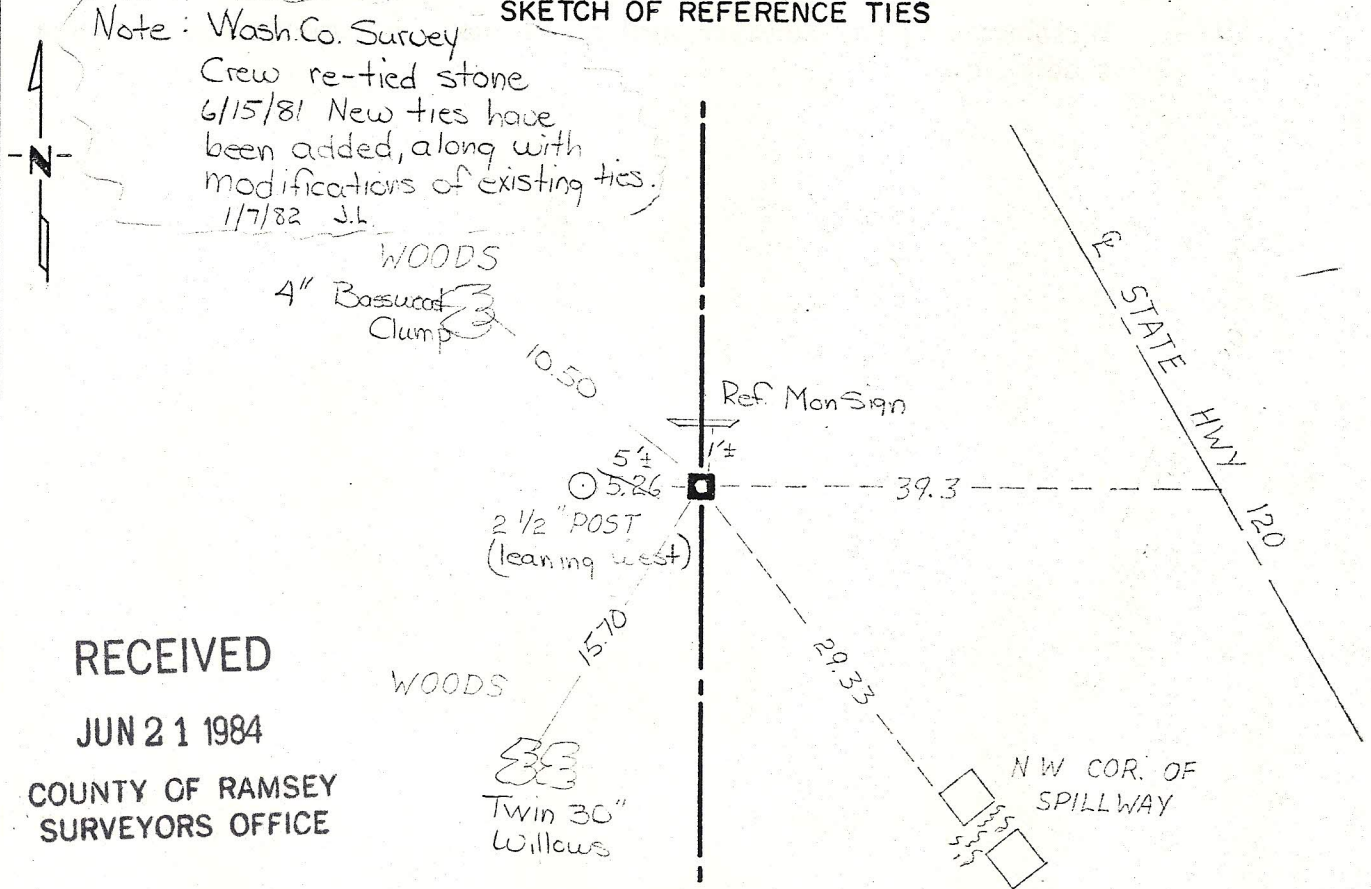 SKETCH OF REFERENCE TIES
Note: Wash.Co. Survey
Crew re-tied stone
6/15/81 New ties have
been added, along with
modifications of existing ties.
1/7/82 J.L.
N
WOODS
4" Basswood
Clump
10.50
Ref. Mon Sign
1'±
5'±
5.26
2 1/2" POST
(leaning west)
39.3
℄ STATE HWY 120
15.70
29.33
WOODS
Twin 30"
Willows
NW COR. OF
SPILLWAY
RECEIVED
JUN 21 1984
COUNTY OF RAMSEY
SURVEYORS OFFICE